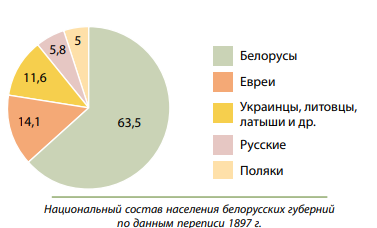 5,8
5
11,6
14,1
63,5
Белорусы
Евреи
Украинцы, литовцы,
латыши и др.
Русские
Поляки
Национальный состав населения белорусских губерний
по данным переписи 1897 г.